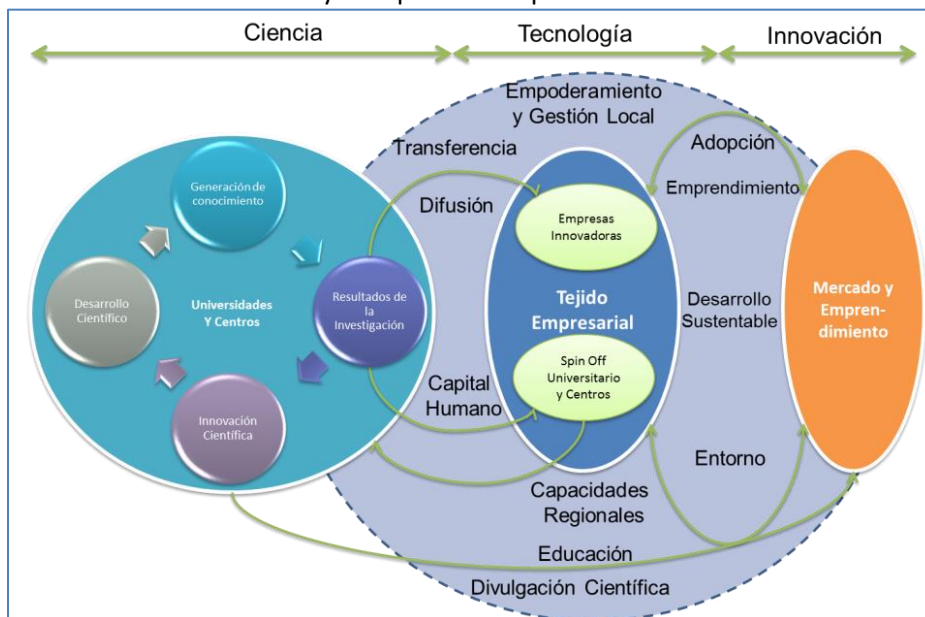 Ciencia
Tecnología
Innovación
Empoderamiento
y Gestión Local
Transferencia
Adopción
Difusión
Emprendimiento
Generación de
conocimiento
Empresas
Innovadoras
Desarrollo
Científico
Universidades
Y Centros
Resultados de
la
Investigación
Tejido
Empresarial
Desarrollo
Sustentable
Mercado y
Empren-
dimiento
Spin Off
Universitario
y Centros
Capital
Humano
Innovación
Científica
Entorno
Capacidades
Regionales
Educación
Divulgación Científica